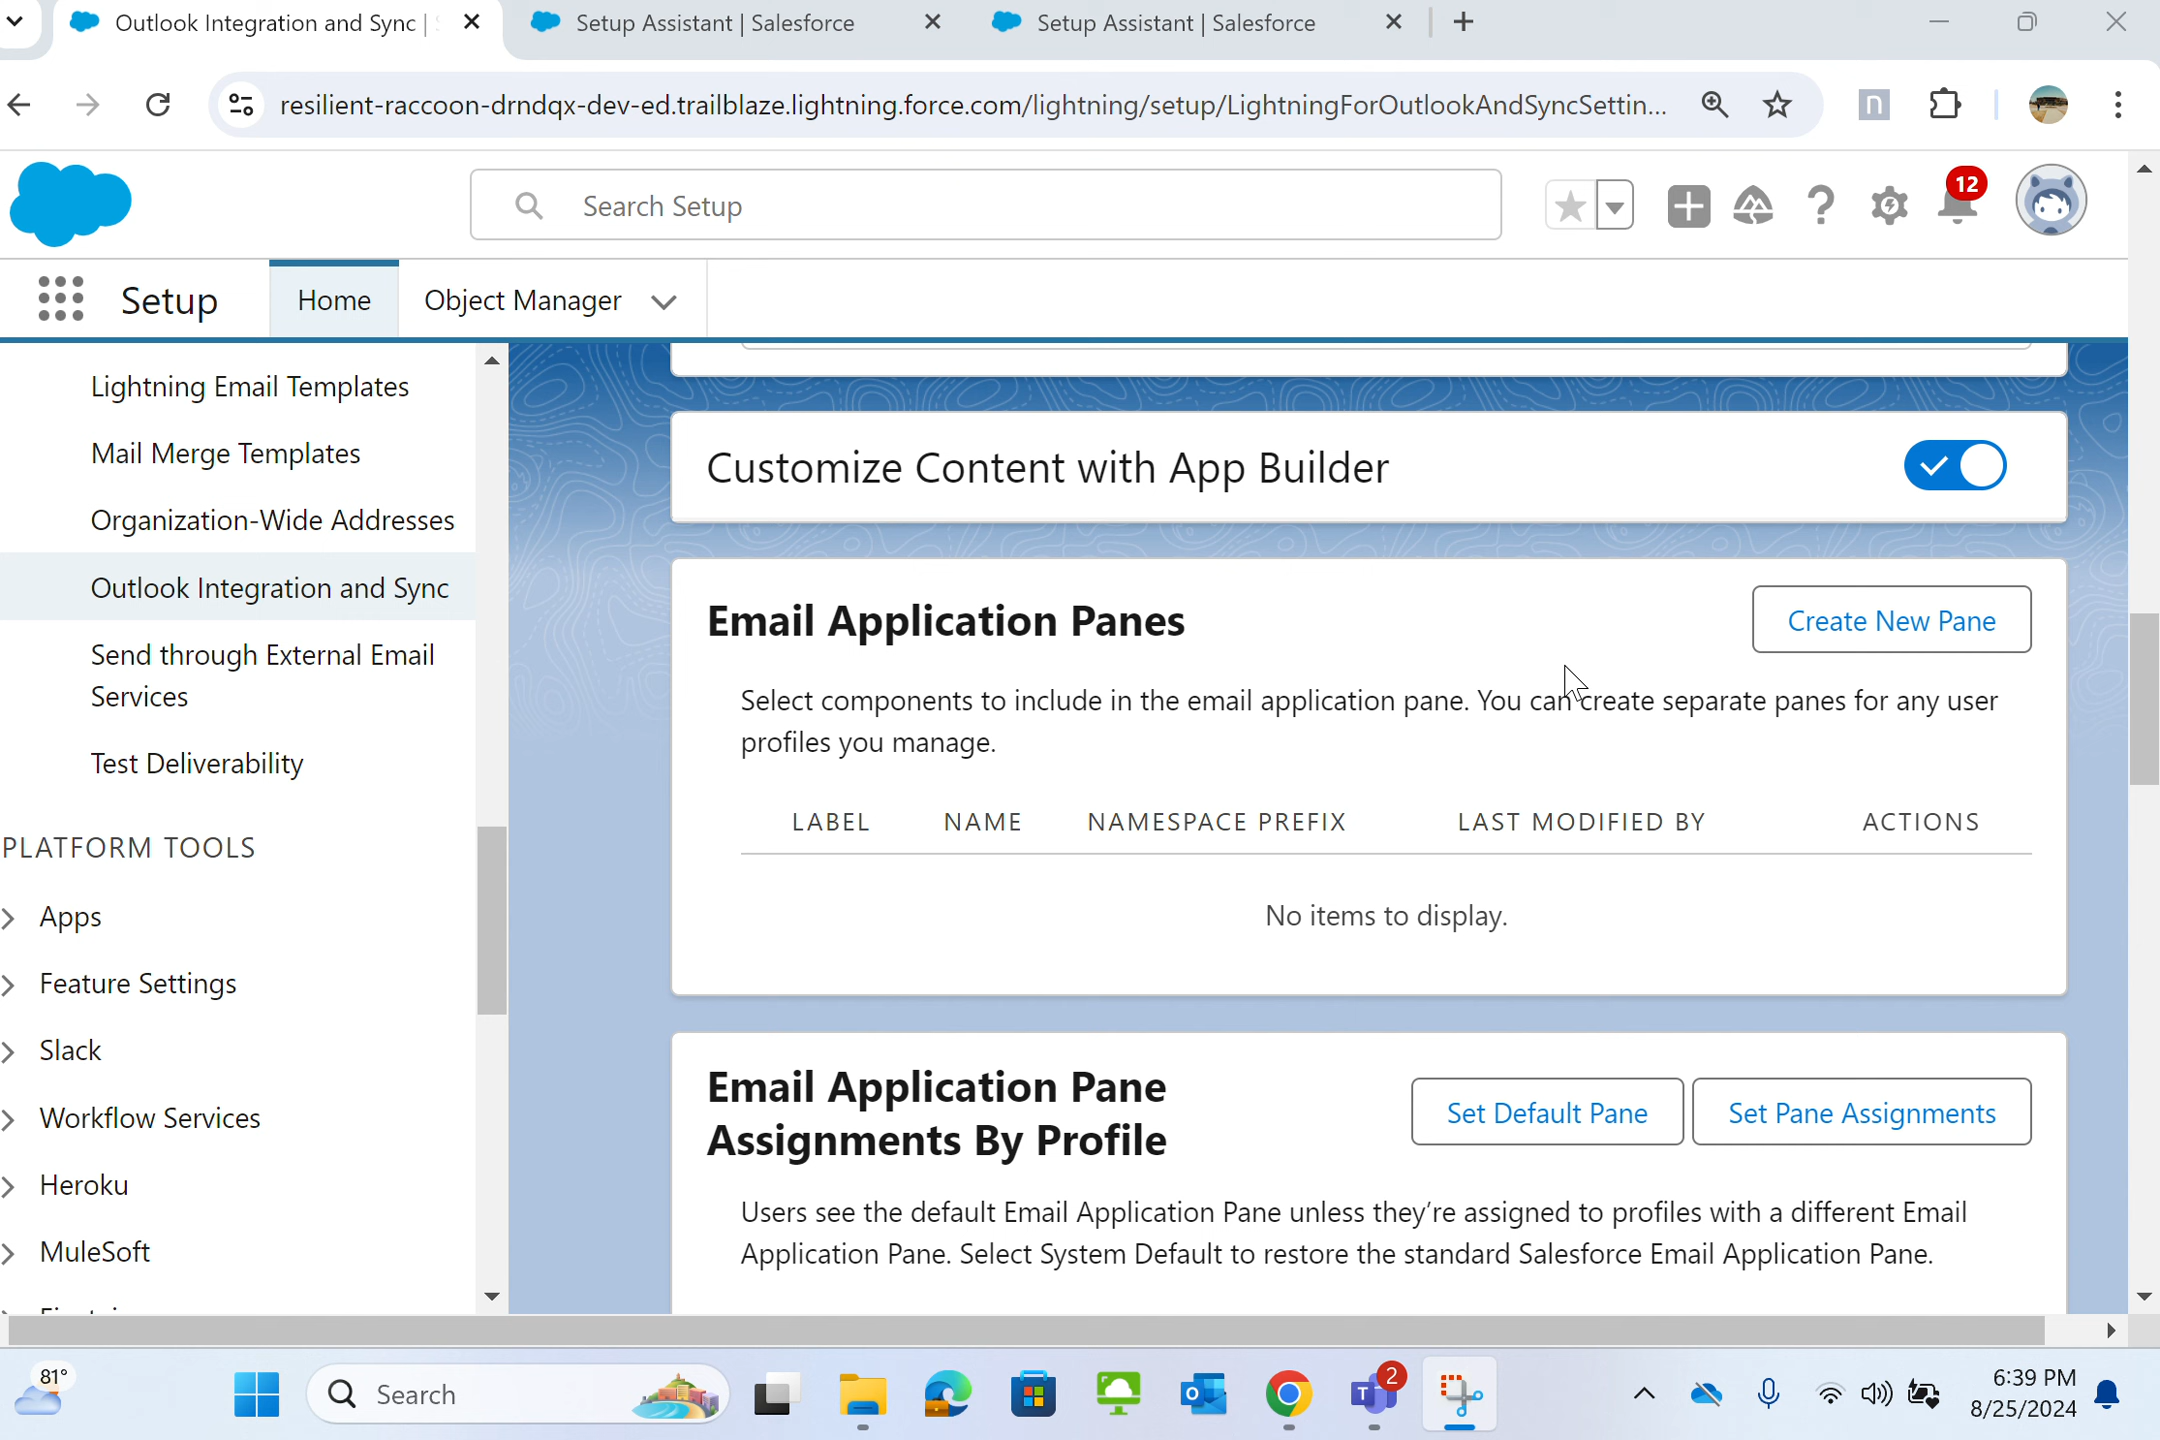 Outlook Integration and Sync |
Setup Assistant | Salesforce
Setup Assistant | Salesforce
resilient-raccoon-drndqx-dev-ed.trailblaze.lightning.force.com/lightning/setup/LightningForOutlookAndSyncSettin...
n
Search Setup
12
Setup
Home
Object Manager
Lightning Email Templates
Mail Merge Templates
Organization-Wide Addresses
Outlook Integration and Sync
Send through External Email
Services
Test Deliverability
PLATFORM TOOLS
Apps
Feature Settings
Slack
Workflow Services
Heroku
MuleSoft
Customize Content with App Builder
Email Application Panes
Create New Pane
Select components to include in the email application pane. You can create separate panes for any user
profiles you manage.
LABEL NAME NAMESPACE PREFIX LAST MODIFIED BY ACTIONS
No items to display.
Email Application Pane
Assignments By Profile
Set Default Pane
Set Pane Assignments
Users see the default Email Application Pane unless they're assigned to profiles with a different Email
Application Pane. Select System Default to restore the standard Salesforce Email Application Pane.
81°
Search
2
6:39 PM
8/25/2024